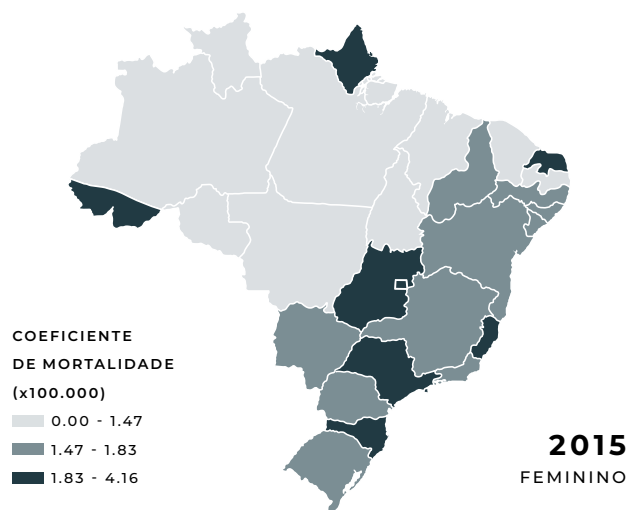 COEFICIENTE
DE MORTALIDADE
(x100.000)
0.00 - 1.47
1.47 - 1.83
1.83 - 4.16
2015
FEMININO